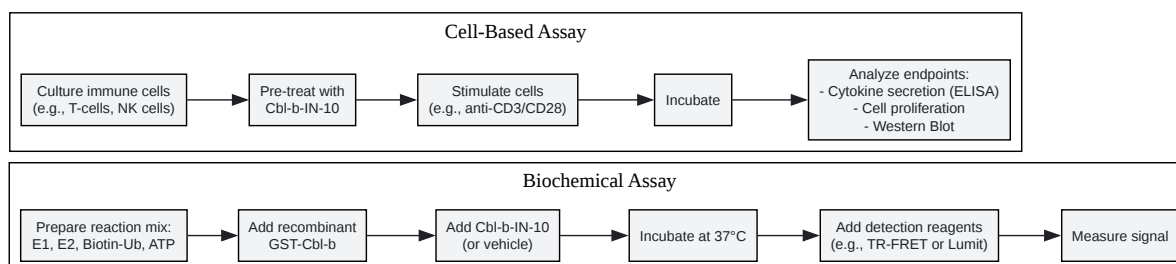 Cell-Based Assay
Culture immune cells
(e.g., T-cells, NK cells)
Pre-treat with
Cbl-b-IN-10
Stimulate cells
(e.g., anti-CD3/CD28)
Incubate
Analyze endpoints:
- Cytokine secretion (ELISA)
- Cell proliferation
- Western Blot
Biochemical Assay
Prepare reaction mix:
E1, E2, Biotin-Ub, ATP
Add recombinant
GST-Cbl-b
Add Cbl-b-IN-10
(or vehicle)
Incubate at 37°C
Add detection reagents
(e.g., TR-FRET or Lumit)
Measure signal